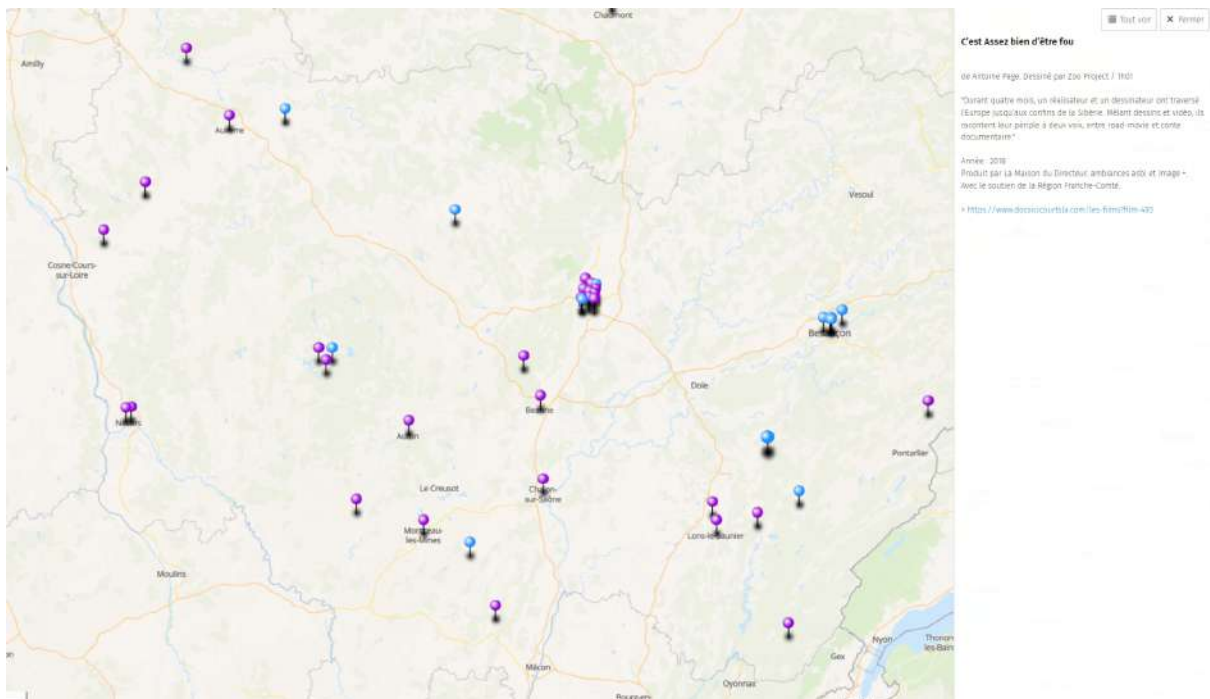 Chaumont
Amilly
Vesoul
Cosne-Cours-
sur-Loire
Besançon
Dole
Pontarlier
Le Creusot
Chalon-
sur-Saône
Montceau-
les-Mines
Lons-le-Saunier
Moulins
Nyon
Thonon-
les-Bains
Gex
Mâcon
Oyonnax
Tout voir
Fermer
C'est Assez bien d'être fou
de Antoine Page. Dessiné par Zoo Project / 1h01
"Durant quatre mois, un réalisateur et un dessinateur ont traversé
l'Europe jusqu'aux confins de la Sibérie. Mêlant dessins et vidéo, ils
racontent leur périple à deux voix, entre road-movie et conte
documentaire"
Année : 2018
Produit par La Maison du Directeur, ambiances asbl et image +.
Avec le soutien de la Région Franche-Comté.